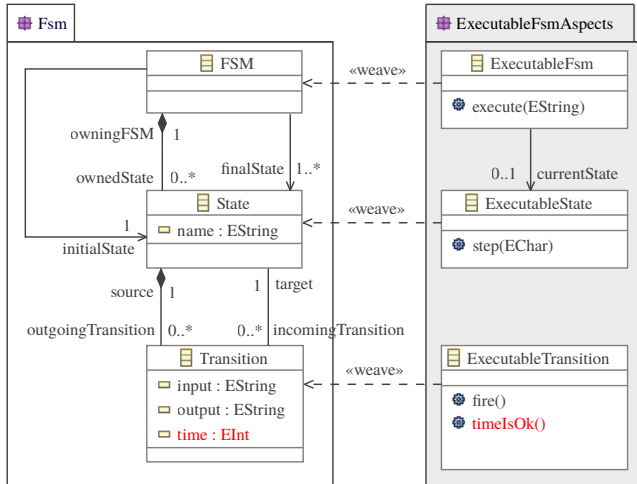 Fsm
ExecutableFsmAspects
FSM
«weave»
ExecutableFsm
execute(EString)
owningFSM 1
ownedState 0..*
finalState 1..*
0..1 currentState
State
«weave»
ExecutableState
name : EString
step(EChar)
1
initialState
source 1
1 target
outgoingTransition 0..*
0..* incomingTransition
Transition
«weave»
ExecutableTransition
input : EString
fire()
output : EString
timeIsOk()
time : EInt